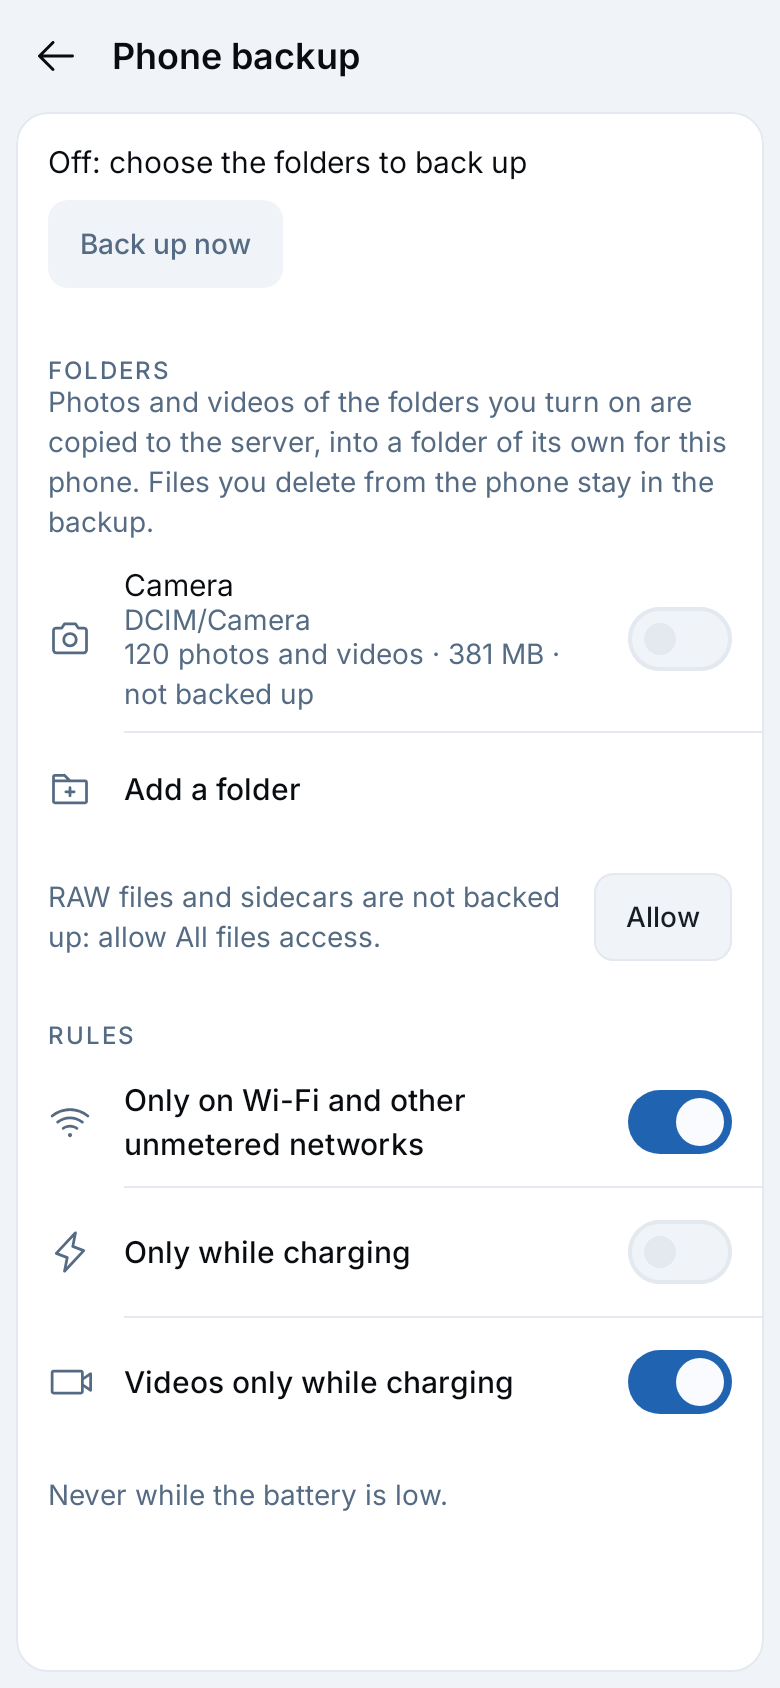 Phone backup
Off: choose the folders to back up
Back up now
FOLDERS
Photos and videos of the folders you turn on are
copied to the server, into a folder of its own for this
phone. Files you delete from the phone stay in the
backup.
Camera
DCIM/Camera
120 photos and videos · 381 MB ·
not backed up
Add a folder
RAW files and sidecars are not backed
up: allow All files access.
Allow
RULES
Only on Wi-Fi and other
unmetered networks
Only while charging
Videos only while charging
Never while the battery is low.